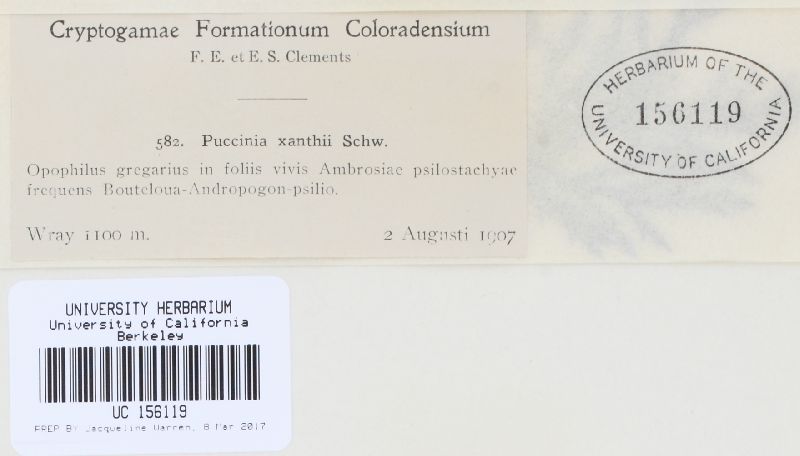 Cryptogamae Formationum Coloradensium
F. E. et E. S. Clements
582. Puccinia xanthii Schw.
Opophilus gregarius in foliis vivis Ambrosiae psilostachyae
frequens Bouteloua-Andropogon-psilio.
Wray 1100 m. 2 Augusti 1907
HERBARIUM OF THE
156119
UNIVERSITY OF CALIFORNIA
UNIVERSITY HERBARIUM
University of California
Berkeley
UC 156119
PREP BY Jacqueline Warren, 8 Mar 2017